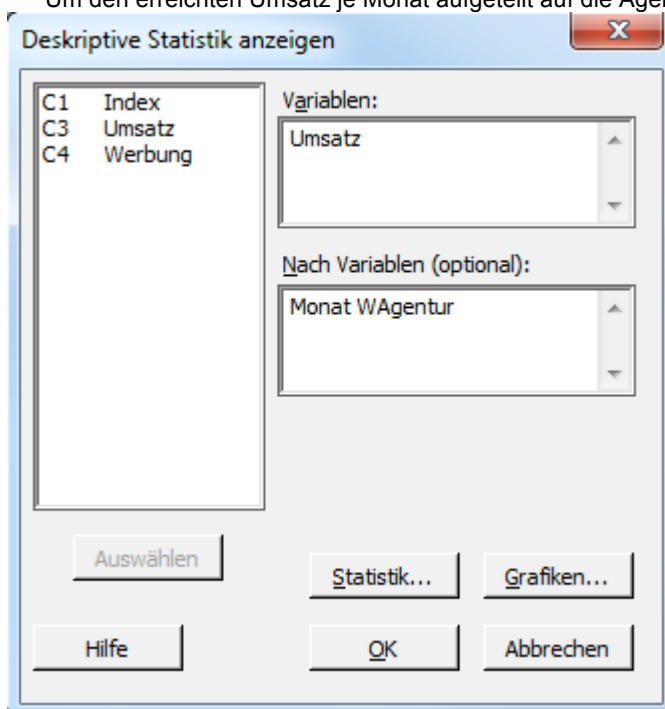 Um den erreichten Umsatz je Monat aufgeteilt auf die
Deskriptive Statistik anzeigen
C1 Index
C3 Umsatz
C4 Werbung
Variablen:
Umsatz
Nach Variablen (optional):
Monat WAgentur
Auswählen
Statistik...
Grafiken...
Hilfe
OK
Abbrechen